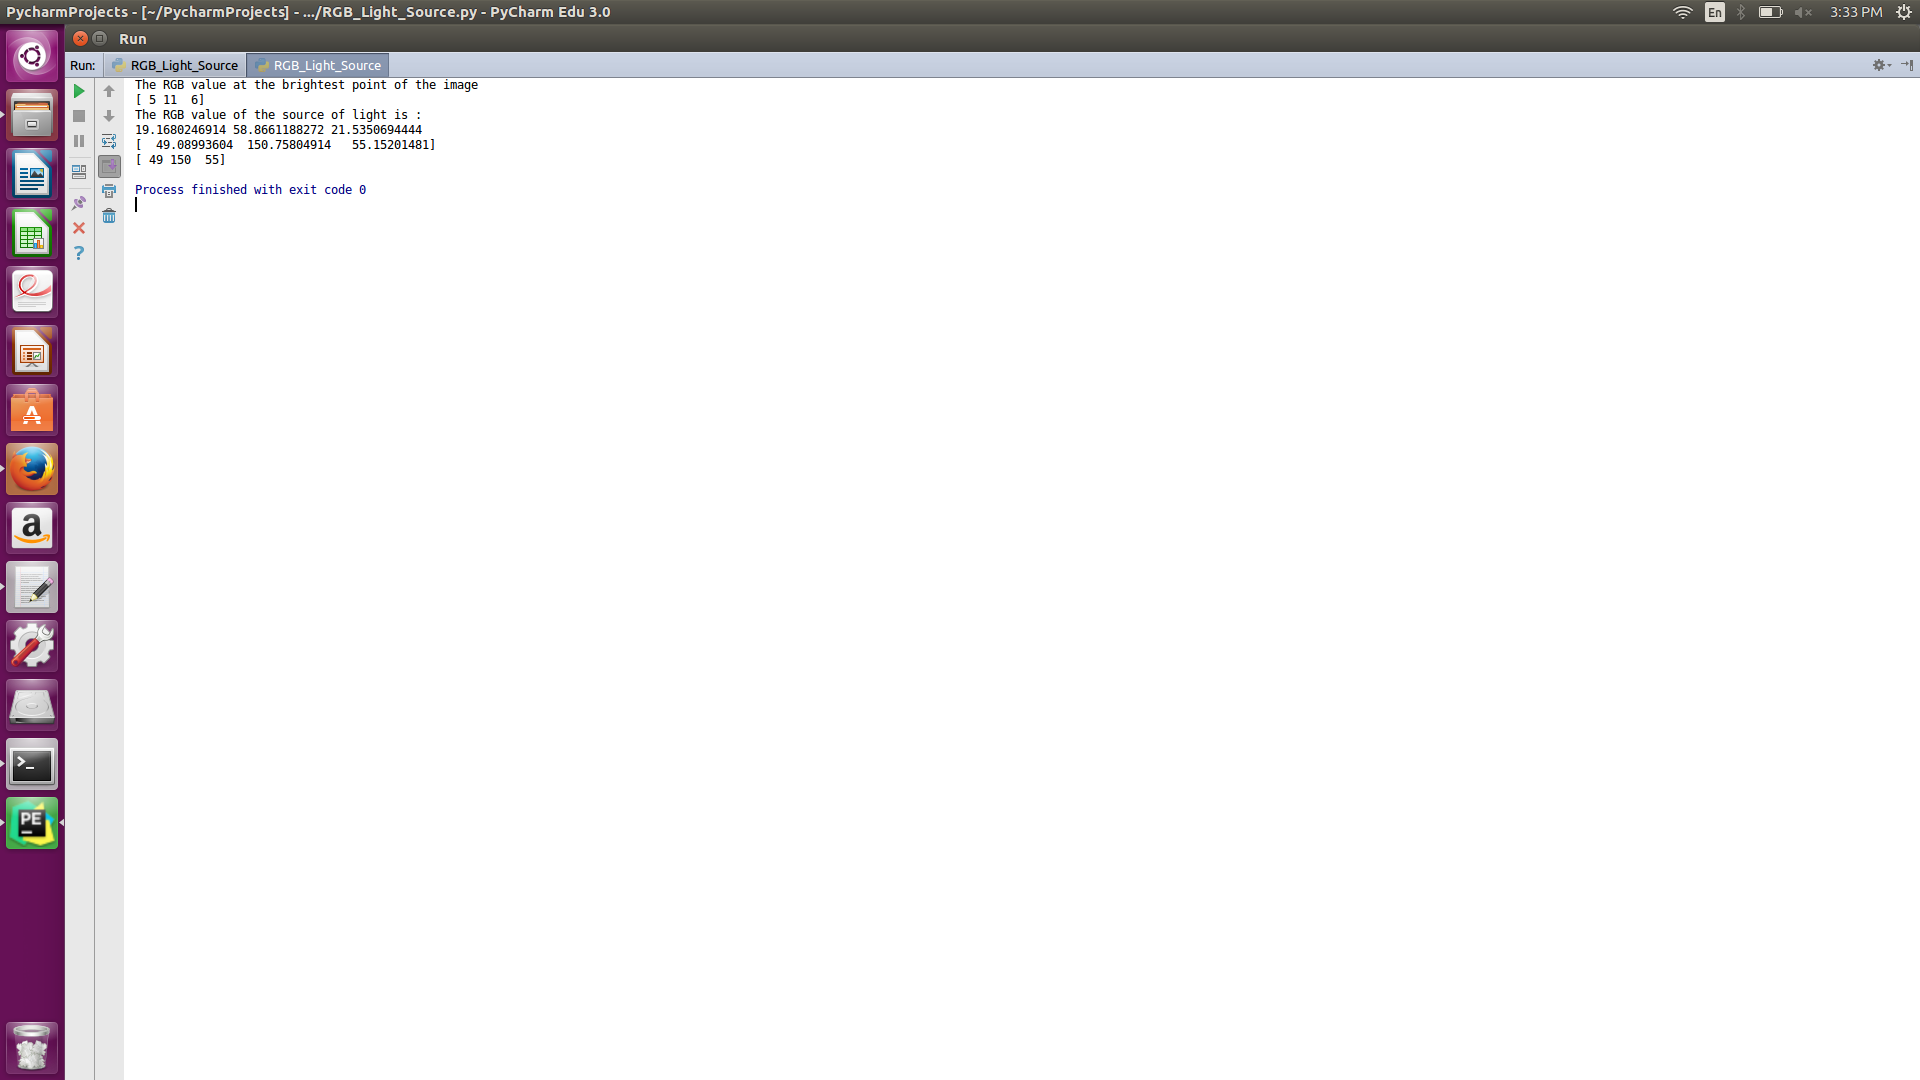 PycharmProjects - [~/PycharmProjects] - .../RGB_Light_Source.py - PyCharm Edu 3.0
En
3:33 PM
Run
Run:
RGB_Light_Source
RGB_Light_Source
The RGB value at the brightest point of the image
[ 5 11  6]
The RGB value of the source of light is :
19.1680246914 58.8661188272 21.5350694444
[  49.08993604  150.75804914   55.15201481]
[ 49 150  55]
Process finished with exit code 0
?
A
a
>_
PE